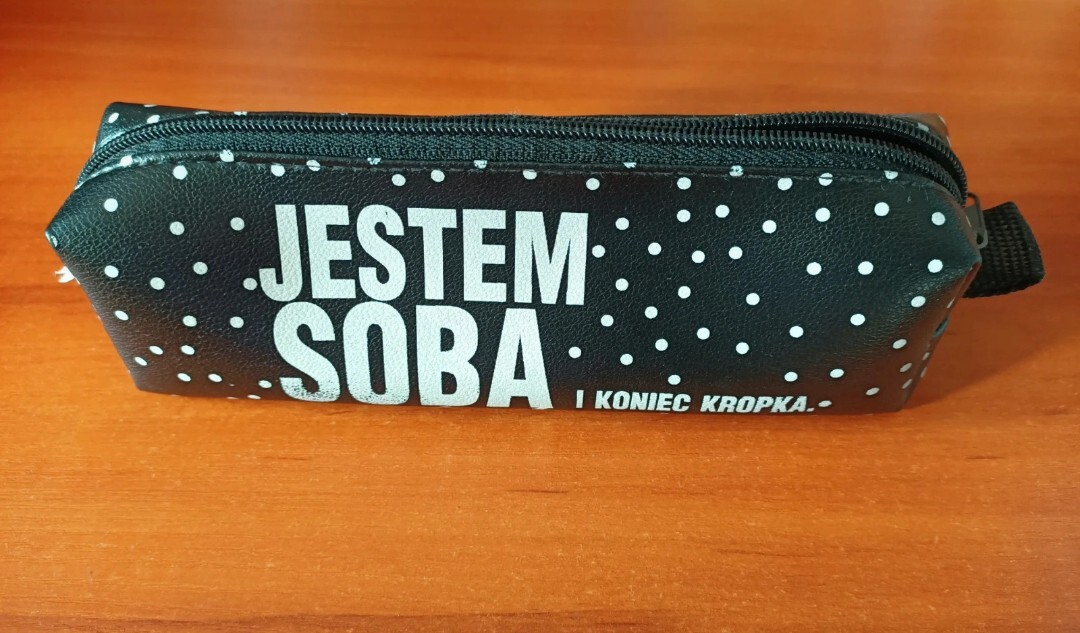 JESTEM
SOBA
I KONIEC KROPKA.